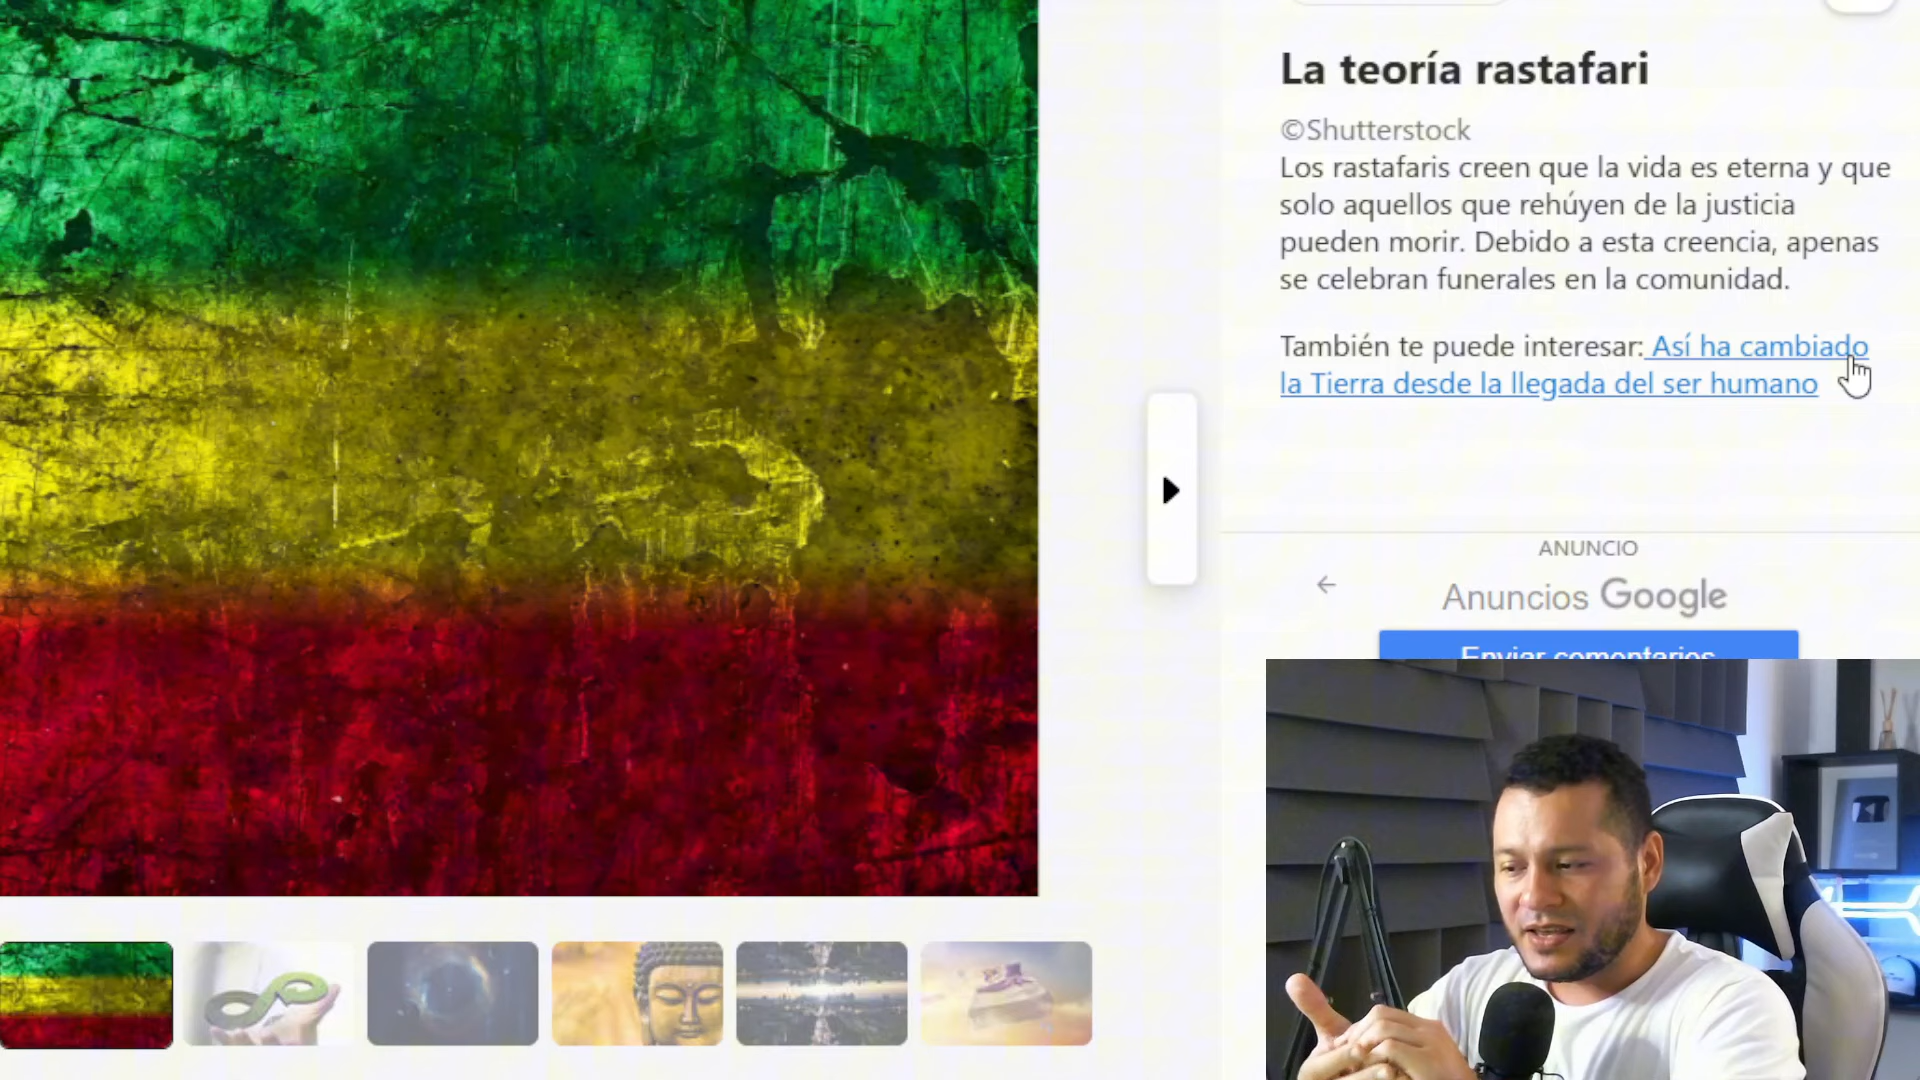 La teoría rastafari
©Shutterstock
Los rastafaris creen que la vida es eterna y que
solo aquellos que rehúyen de la justicia
pueden morir. Debido a esta creencia, apenas
se celebran funerales en la comunidad.
También te puede interesar: Así ha cambiado
la Tierra desde la llegada del ser humano
ANUNCIO
Anuncios Google
Enviar comentarios